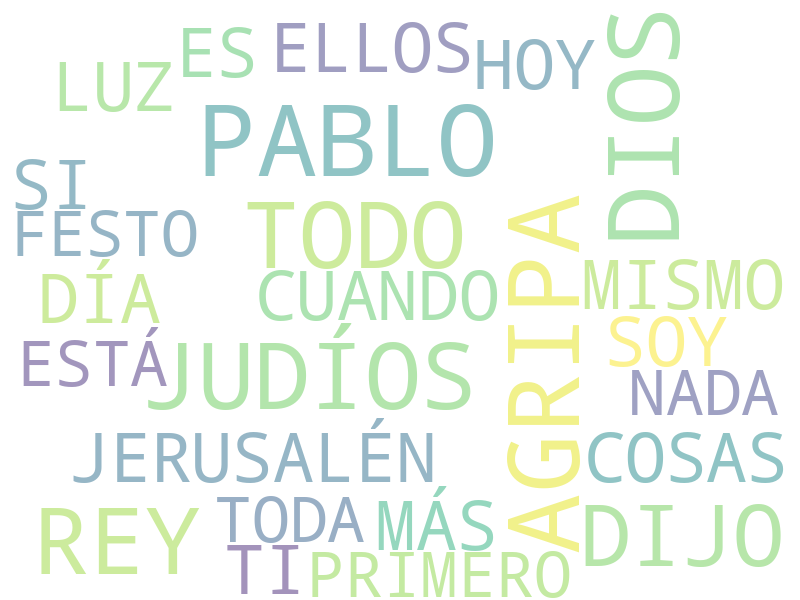 ES
ELLOS
HOY
LUZ
DIOS
PABLO
SI
FESTO
TODO
AGRIPA
DÍA
CUANDO
MISMO
ESTÁ
JUDÍOS
SOY
NADA
JERUSALÉN
COSAS
REY
TODA
MÁS
DIJO
TI
PRIMERO